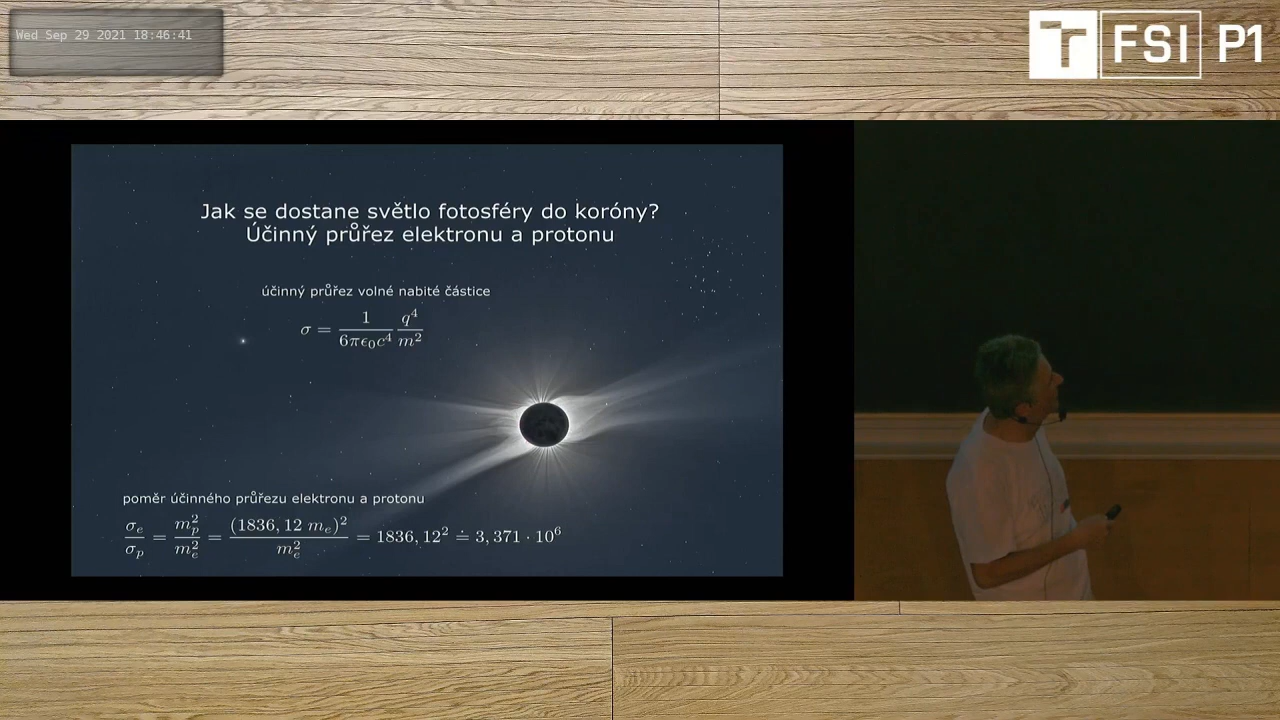 Wed Sep 29 2021 18:46:41
T FSI P1
Jak se dostane světlo fotosféry do koróny?
Účinný průřez elektronu a protonu
účinný průřez volné nabité částice
σ = 1/(6πϵ₀c⁴) q⁴/m²
poměr účinného průřezu elektronu a protonu
σₑ/σₚ = mₚ²/mₑ² = (1836, 12 mₑ)²/mₑ² = 1836, 12² ≐ 3, 371 · 10⁶